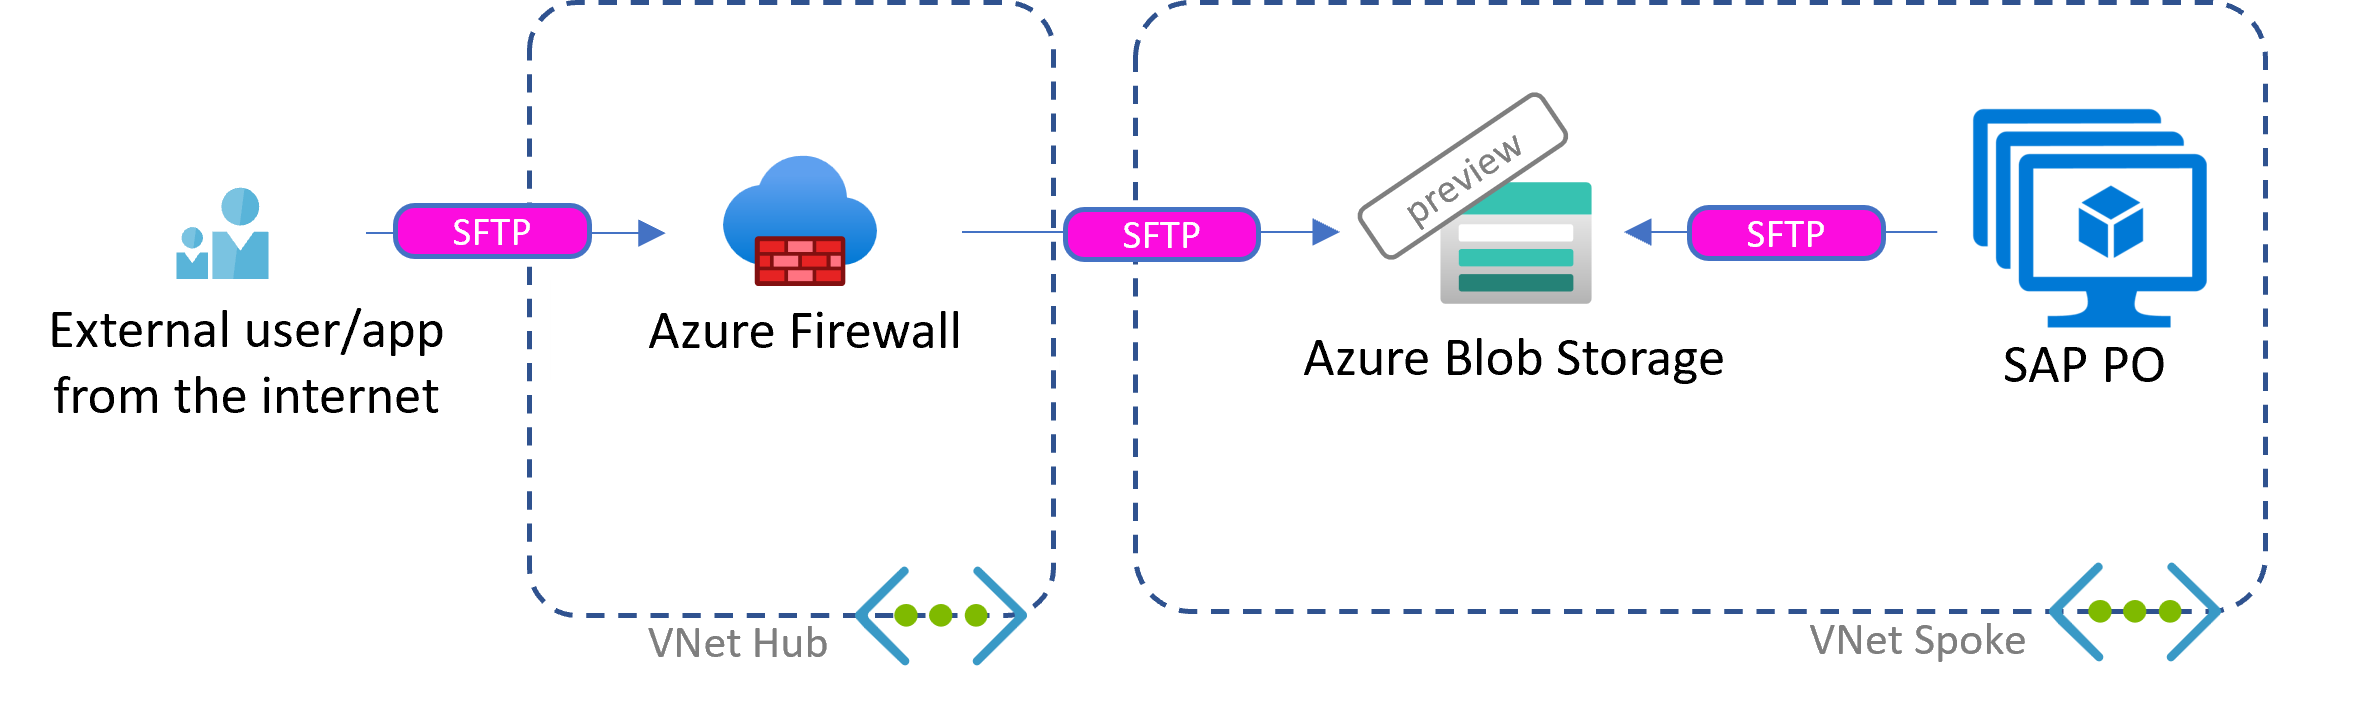 preview
SFTP
SFTP
SFTP
External user/app
from the internet
Azure Firewall
Azure Blob Storage
SAP PO
VNet Hub
VNet Spoke